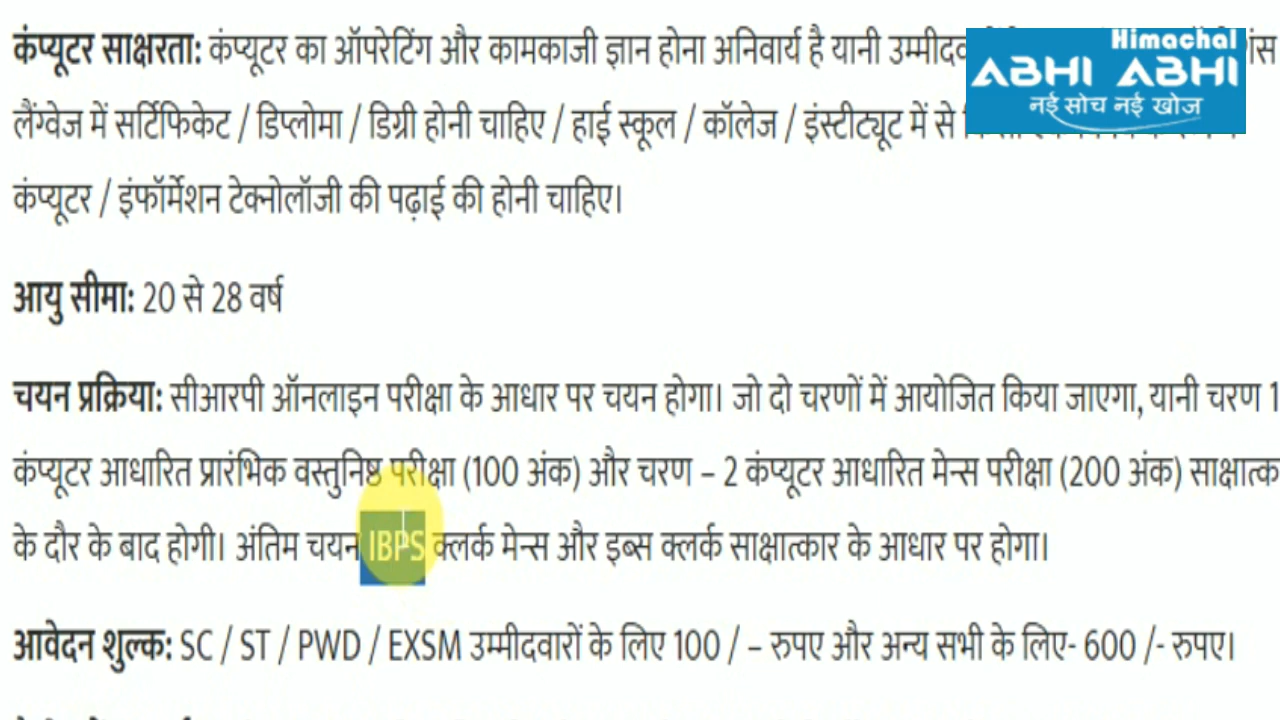 कंप्यूटर साक्षरता: कंप्यूटर का ऑपरेटिंग और कामकाजी ज्ञान होना अनिवार्य है यानी
Himachal
ABHI ABHI
नई सोच नई खोज
लैंग्वेज में सर्टिफिकेट / डिप्लोमा / डिग्री होनी चाहिए / हाई स्कूल / कॉलेज / इंस्टीट्यूट में से
कंप्यूटर / इंफॉर्मेशन टेक्नोलॉजी की पढ़ाई की होनी चाहिए।
आयु सीमा: 20 से 28 वर्ष
चयन प्रक्रिया: सीआरपी ऑनलाइन परीक्षा के आधार पर चयन होगा। जो दो चरणों में आयोजित किया जाएगा, यानी चरण 1
कंप्यूटर आधारित प्रारंभिक वस्तुनिष्ठ परीक्षा (100 अंक) और चरण – 2 कंप्यूटर आधारित मेन्स परीक्षा (200 अंक)
के दौर के बाद होगी। अंतिम चयन IBPS क्लर्क मेन्स और इब्स क्लर्क साक्षात्कार के आधार पर होगा।
आवेदन शुल्क: SC / ST / PWD / EXSM उम्मीदवारों के लिए 100 / – रुपए और अन्य सभी के लिए- 600 /- रुपए।